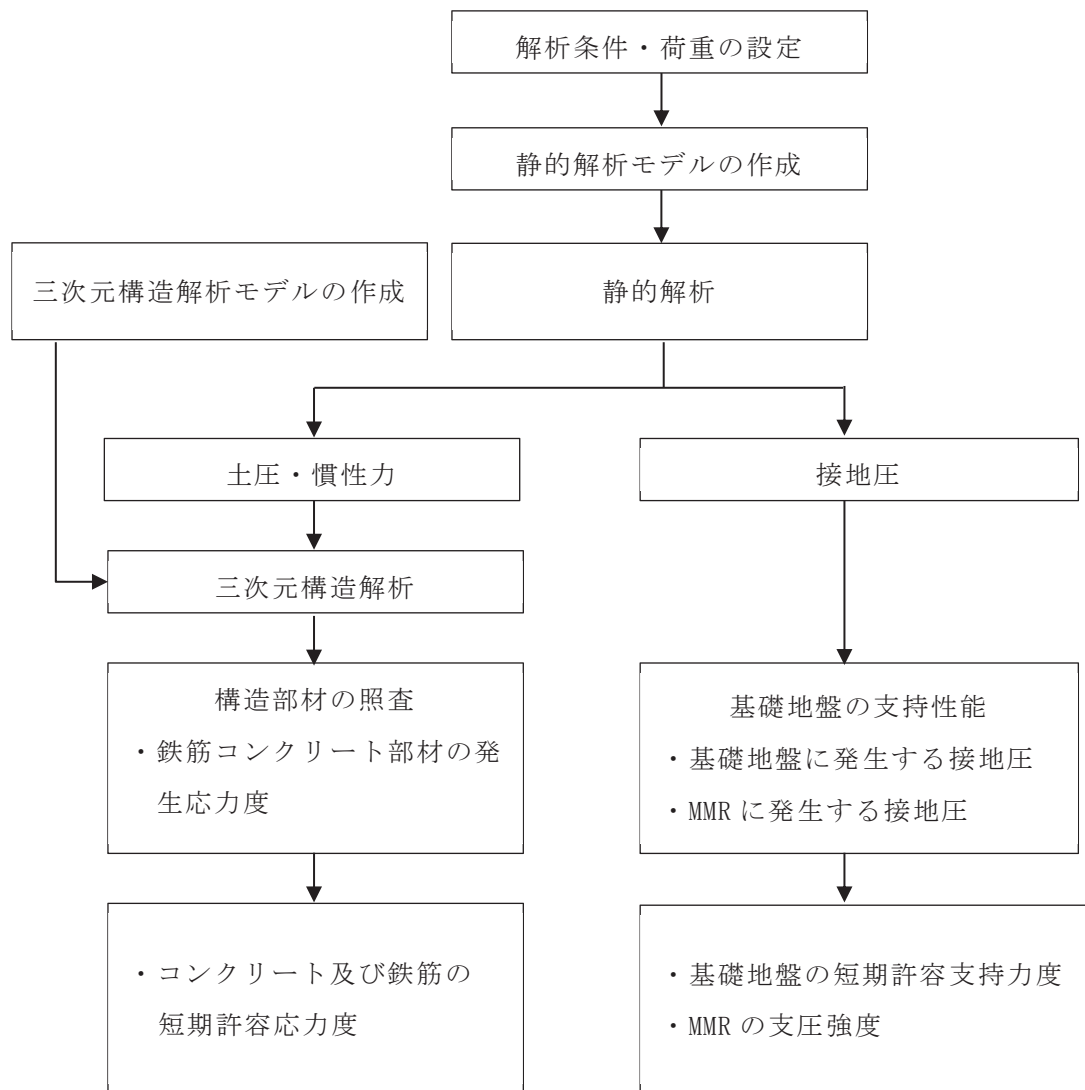 解析条件・荷重の設定
静的解析モデルの作成
三次元構造解析モデルの作成
静的解析
土圧・慣性力
接地圧
三次元構造解析
構造部材の照査
・鉄筋コンクリート部材の発
生応力度
基礎地盤の支持性能
・基礎地盤に発生する接地圧
・MMR に発生する接地圧
・コンクリート及び鉄筋の
短期許容応力度
・基礎地盤の短期許容支持力度
・MMR の支圧強度